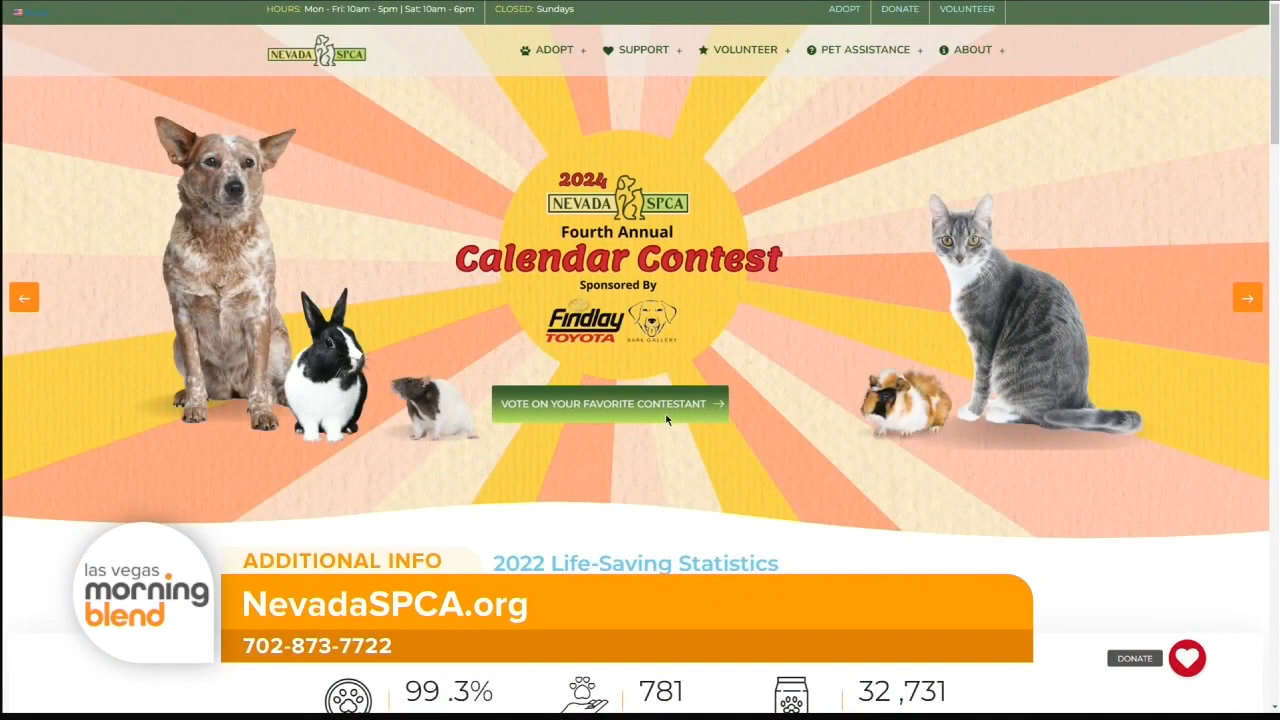 HOURS: Mon - Fri: 10am - 5pm | Sat: 10am - 6pm
CLOSED: Sundays
ADOPT
DONATE
VOLUNTEER
NEVADA SPCA
ADOPT +
SUPPORT +
VOLUNTEER +
PET ASSISTANCE +
ABOUT +
2024
NEVADA SPCA
Fourth Annual
Calendar Contest
Sponsored By
Findlay
TOYOTA
BARK GALLERY
VOTE ON YOUR FAVORITE CONTESTANT →
las vegas
morning
blend
ADDITIONAL INFO
2022 Life-Saving Statistics
NevadaSPCA.org
702-873-7722
DONATE
99 .3%
781
32 ,731